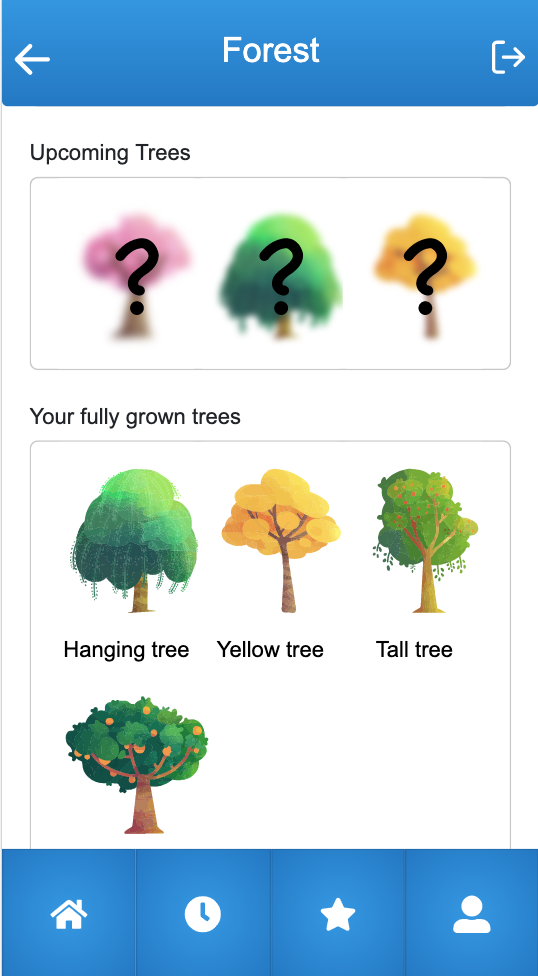 Forest
Upcoming Trees
? ? ?
Your fully grown trees
Hanging tree Yellow tree Tall tree